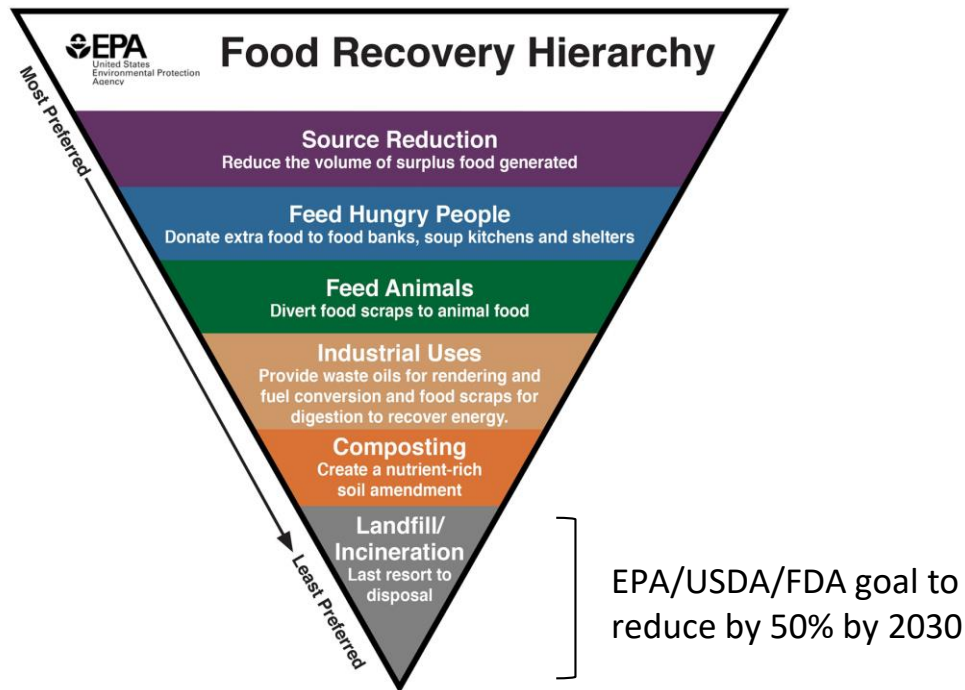 EPA
United States
Environmental Protection
Agency
Food Recovery Hierarchy
Most Preferred
Source Reduction
Reduce the volume of surplus food generated
Feed Hungry People
Donate extra food to food banks, soup kitchens and shelters
Feed Animals
Divert food scraps to animal food
Industrial Uses
Provide waste oils for rendering and
fuel conversion and food scraps for
digestion to recover energy.
Composting
Create a nutrient-rich
soil amendment
Landfill/
Incineration
Last resort to
disposal
Least Preferred
EPA/USDA/FDA goal to
reduce by 50% by 2030